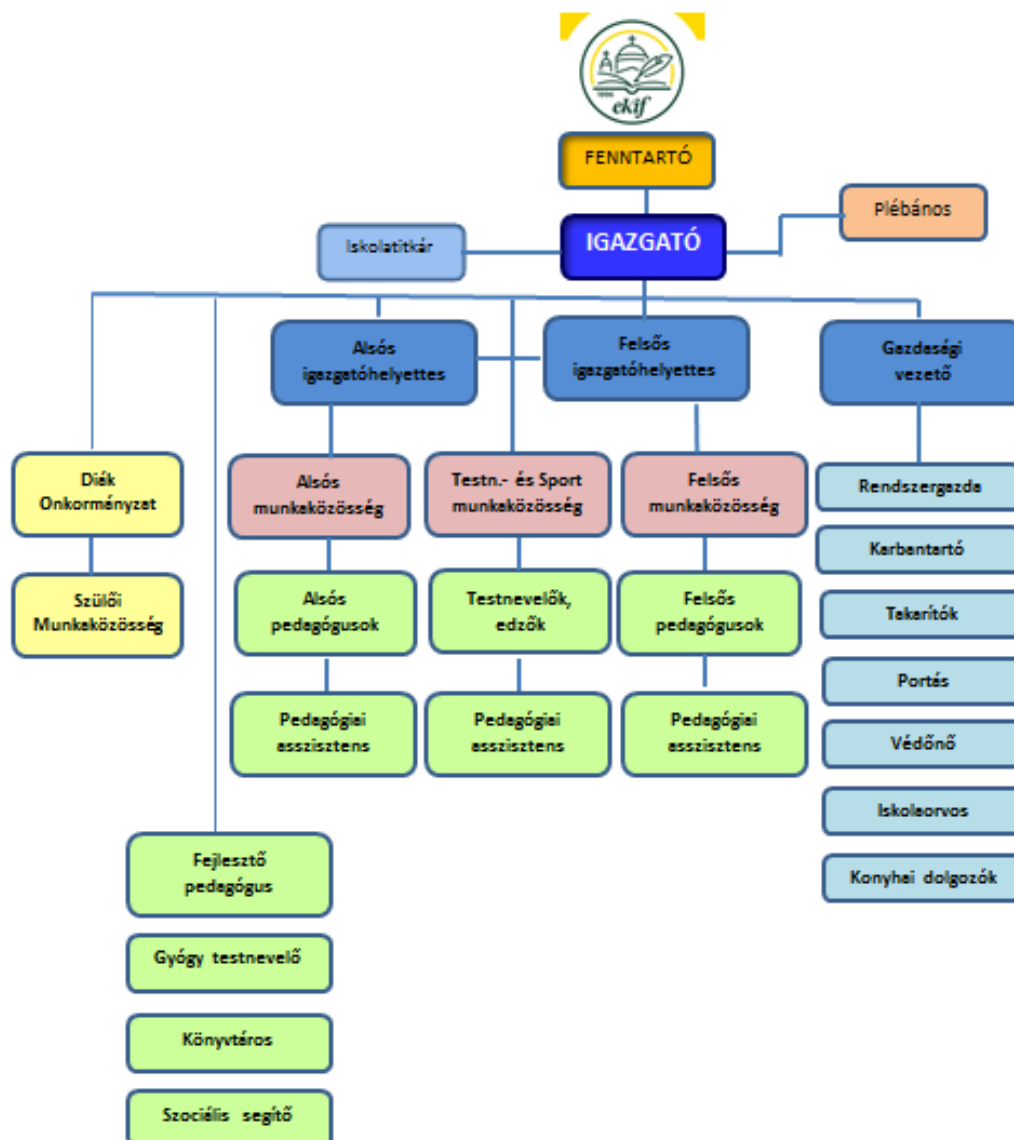 1996
ekif
FENNTARTÓ
Plébános
IGAZGATÓ
Iskolatitkár
Alsós
igazgatóhelyettes
Felsős
igazgatóhelyettes
Gazdasági
vezető
Diák
Onkormányzat
Szülői
Munkaközösség
Alsós
munkaközösség
Testn.- és Sport
munkaközösség
Felsős
munkaközösség
Alsós
pedagógusok
Testnevelők,
edzők
Felsős
pedagógusok
Pedagógiai
asszisztens
Pedagógiai
asszisztens
Pedagógiai
asszisztens
Rendszergazda
Karbantartó
Takarítók
Portás
Védőnő
Iskolaorvos
Konyhai dolgozók
Fejlesztő
pedagógus
Gyógy testnevelő
Könyvtáros
Szociális segítő